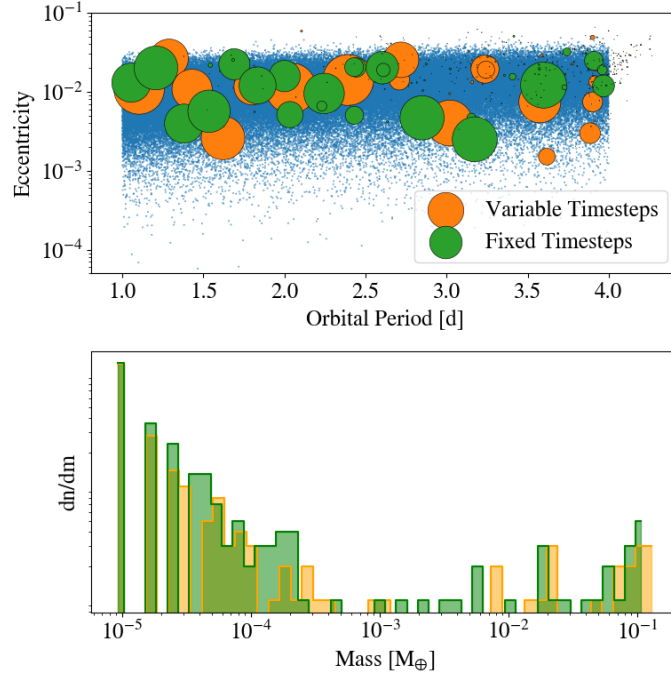 10⁻¹
10⁻²
10⁻³
10⁻⁴
Eccentricity
Variable Timesteps
Fixed Timesteps
1.0 1.5 2.0 2.5 3.0 3.5 4.0
Orbital Period [d]
dn/dm
10⁻⁵ 10⁻⁴ 10⁻³ 10⁻² 10⁻¹
Mass [M⊕]